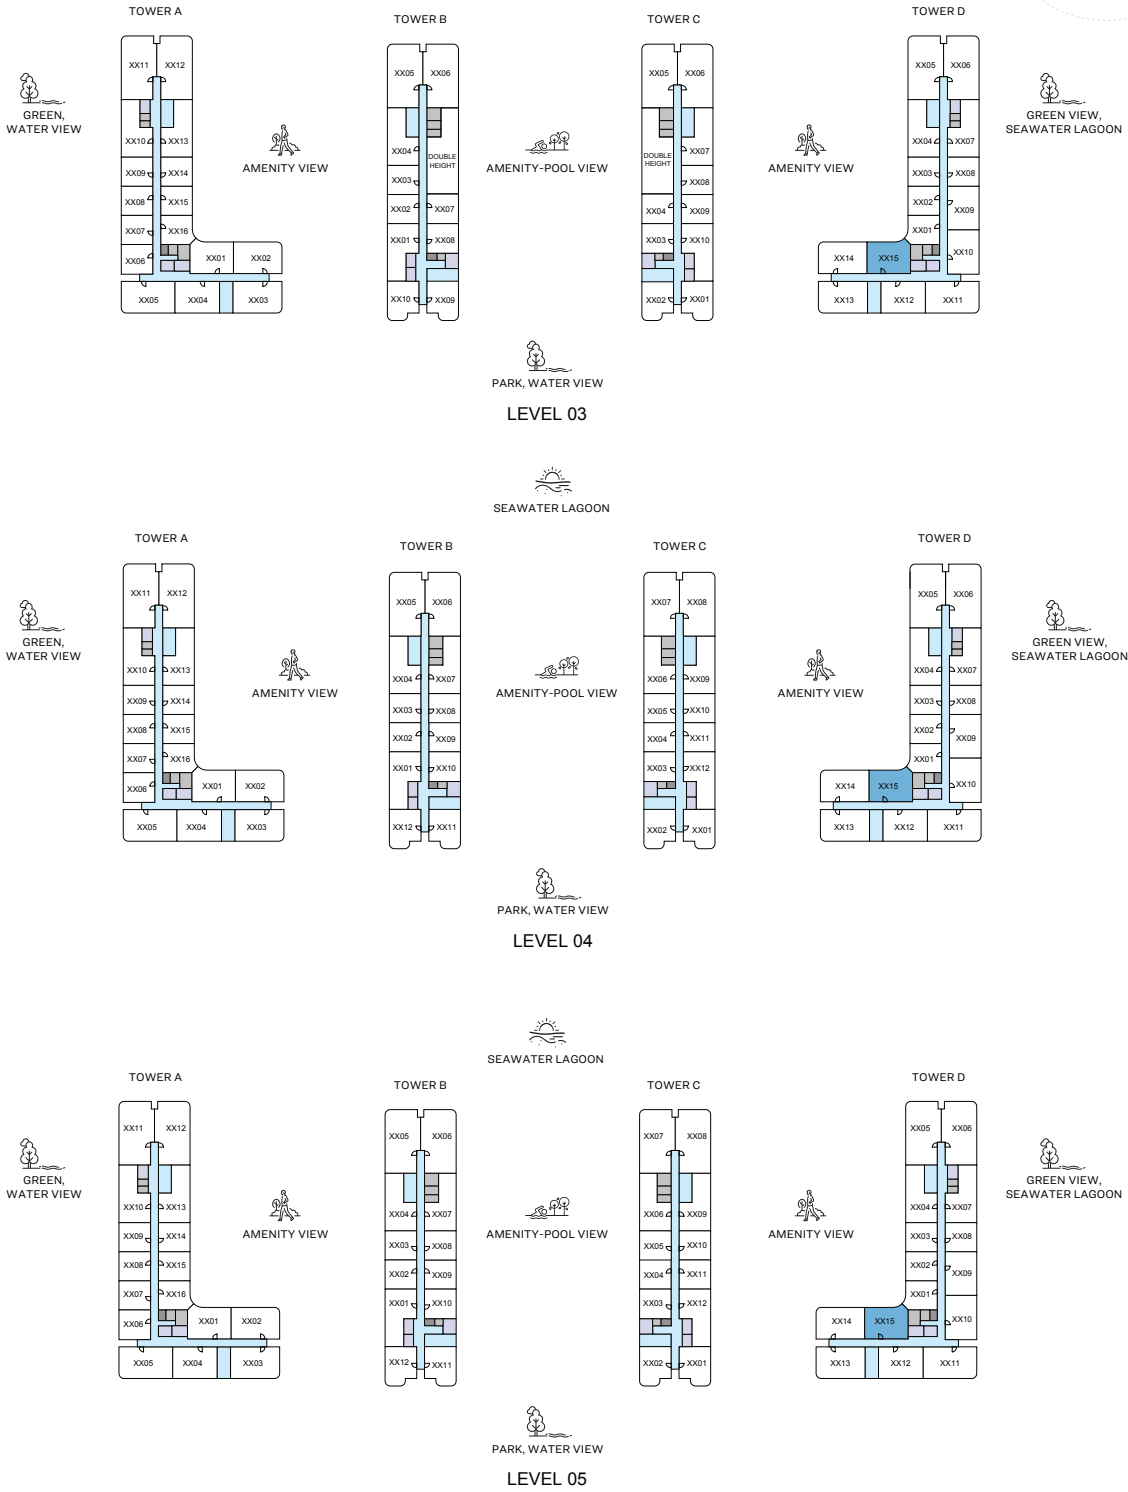 TOWER A
TOWER B
TOWER C
TOWER D
XX11 XX12
XX05 XX06
XX05 XX06
XX05 XX06
GREEN,
WATER VIEW
GREEN VIEW,
SEAWATER LAGOON
XX10 XX13
XX04
XX07
XX04 XX07
DOUBLE
HEIGHT
DOUBLE
HEIGHT
AMENITY VIEW
AMENITY-POOL VIEW
AMENITY VIEW
XX09 XX14
XX03
XX08
XX03 XX08
XX08 XX15
XX02 XX07
XX04 XX09
XX02 XX09
XX07 XX16
XX01 XX08
XX03 XX10
XX01
XX06 XX01 XX02
XX14 XX15 XX10
XX05 XX04 XX03
XX10 XX09
XX02 XX01
XX13 XX12 XX11
PARK, WATER VIEW
LEVEL 03
SEAWATER LAGOON
TOWER A
TOWER B
TOWER C
TOWER D
XX11 XX12
XX05 XX06
XX07 XX08
XX05 XX06
GREEN,
WATER VIEW
GREEN VIEW,
SEAWATER LAGOON
XX10 XX13
XX04 XX07
XX06 XX09
XX04 XX07
AMENITY VIEW
AMENITY-POOL VIEW
AMENITY VIEW
XX09 XX14
XX03 XX08
XX05 XX10
XX03 XX08
XX08 XX15
XX02 XX09
XX04 XX11
XX02 XX09
XX07 XX16
XX01 XX10
XX03 XX12
XX01
XX06 XX01 XX02
XX14 XX15 XX10
XX05 XX04 XX03
XX12 XX11
XX02 XX01
XX13 XX12 XX11
PARK, WATER VIEW
LEVEL 04
SEAWATER LAGOON
TOWER A
TOWER B
TOWER C
TOWER D
XX11 XX12
XX05 XX06
XX07 XX08
XX05 XX06
GREEN,
WATER VIEW
GREEN VIEW,
SEAWATER LAGOON
XX10 XX13
XX04 XX07
XX06 XX09
XX04 XX07
AMENITY VIEW
AMENITY-POOL VIEW
AMENITY VIEW
XX09 XX14
XX03 XX08
XX05 XX10
XX03 XX08
XX08 XX15
XX02 XX09
XX04 XX11
XX02 XX09
XX07 XX16
XX01 XX10
XX03 XX12
XX01
XX06 XX01 XX02
XX14 XX15 XX10
XX05 XX04 XX03
XX12 XX11
XX02 XX01
XX13 XX12 XX11
PARK, WATER VIEW
LEVEL 05